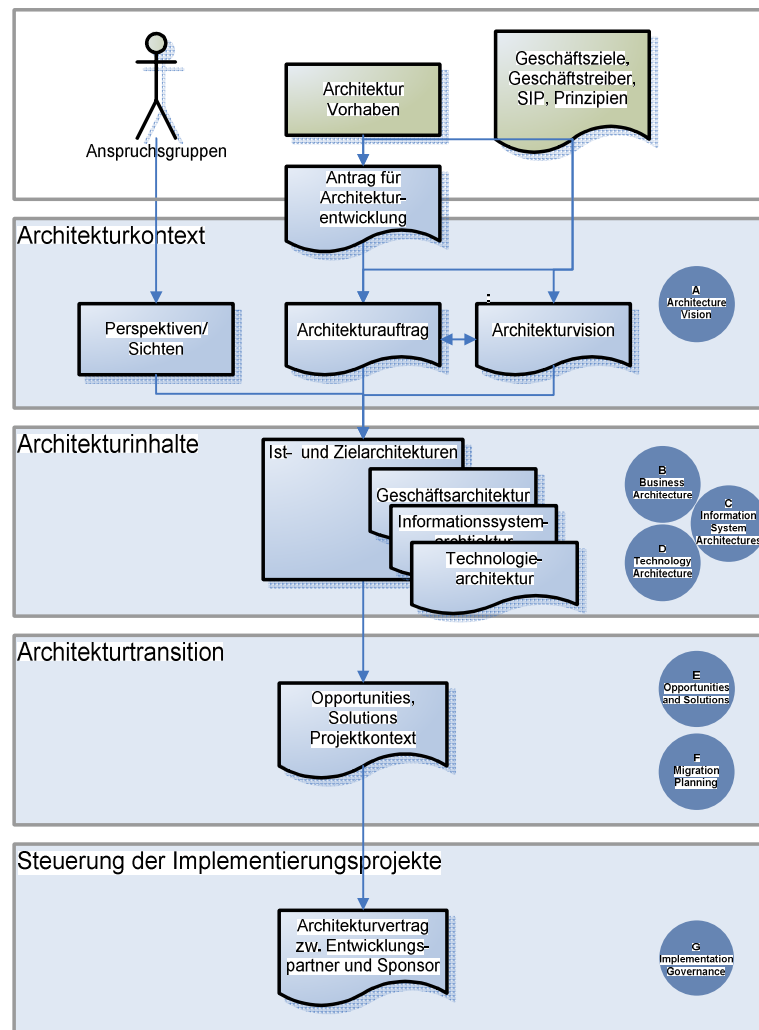 Anspruchsgruppen
Architektur
Vorhaben
Geschäftsziele,
Geschäftstreiber,
SIP, Prinzipien
Antrag für
Architektur-
entwicklung
Architekturkontext
Perspektiven/
Sichten
Architekturauftrag
Architekturvision
A
Architecture
Vision
Architekturinhalte
Ist- und Zielarchitekturen
Geschäftsarchitektur
Informationssystem-
archtiektur
Technologie-
architektur
B
Business
Architecture
C
Information
System
Architectures
D
Technology
Architecture
Architekturtransition
Opportunities,
Solutions
Projektkontext
E
Opportunities
and Solutions
F
Migration
Planning
Steuerung der Implementierungsprojekte
Architekturvertrag
zw. Entwicklungs-
partner und Sponsor
G
Implementation
Governance